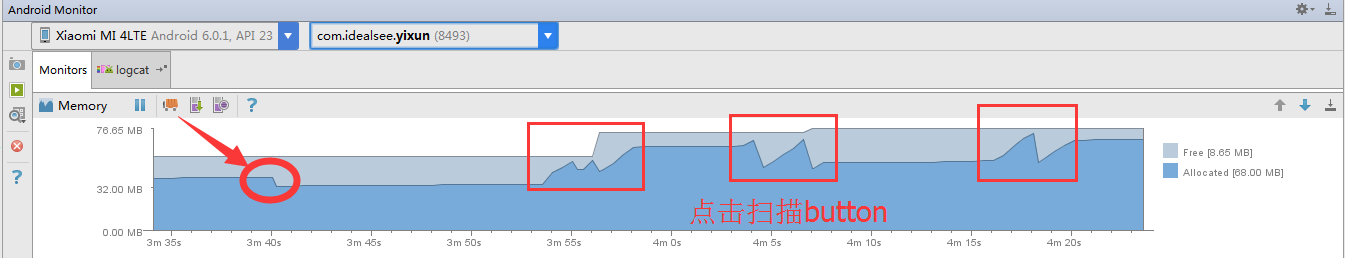 Android Monitor
Xiaomi MI 4LTE Android 6.0.1, API 23
com.idealsee.yixun (8493)
Monitors
logcat
Memory
?
76.65 MB
32.00 MB
0.00 MB
Free [8.65 MB]
Allocated [68.00 MB]
?
点击扫描button
3m 35s 3m 40s 3m 45s 3m 50s 3m 55s 4m 0s 4m 5s 4m 10s 4m 15s 4m 20s